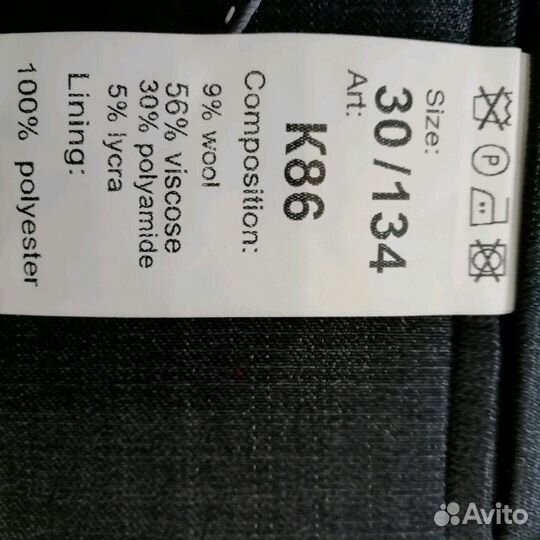 Size:
30/134
Art:
K86
Composition:
9% wool
56% viscose
30% polyamide
5% lycra
Lining:
100% polyester
P
Avito